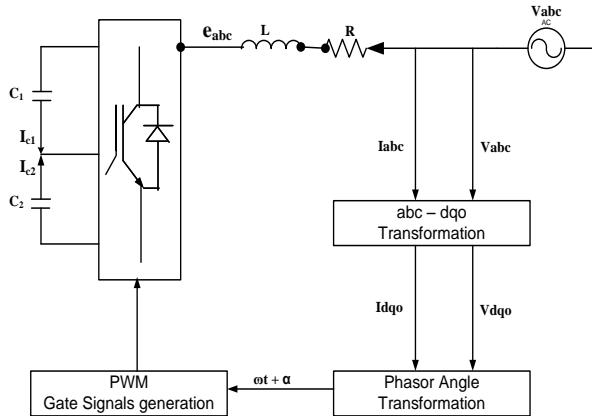 Vabc
AC
eabc
L
R
C1
Ic1
Ic2
C2
Iabc
Vabc
abc – dqo
Transformation
Idqo
Vdqo
PWM
Gate Signals generation
ωt + α
Phasor Angle
Transformation